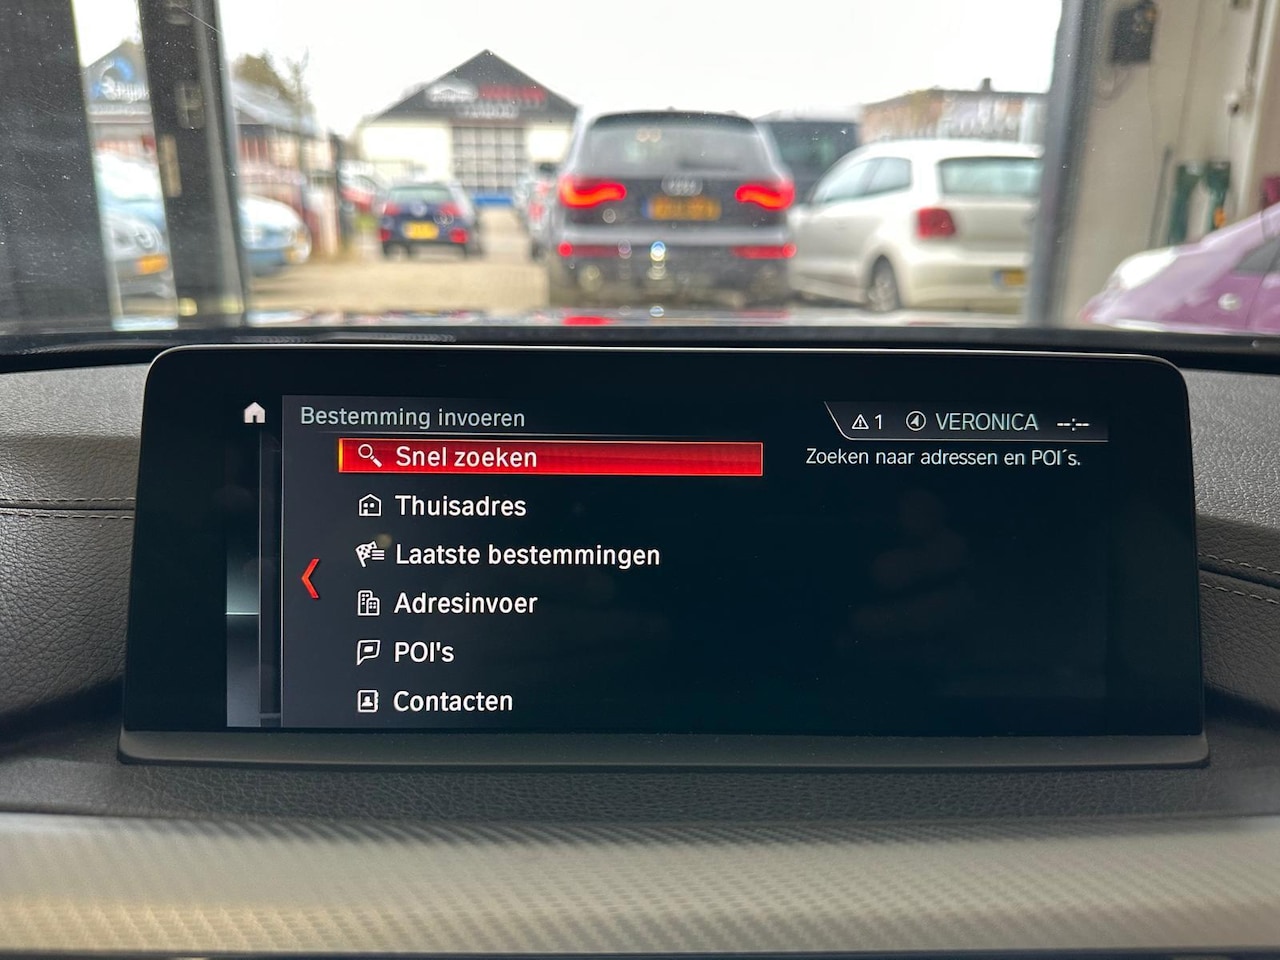 Bestemming invoeren
1 VERONICA --:--
Snel zoeken
Zoeken naar adressen en POI´s.
Thuisadres
Laatste bestemmingen
Adresinvoer
POI's
Contacten